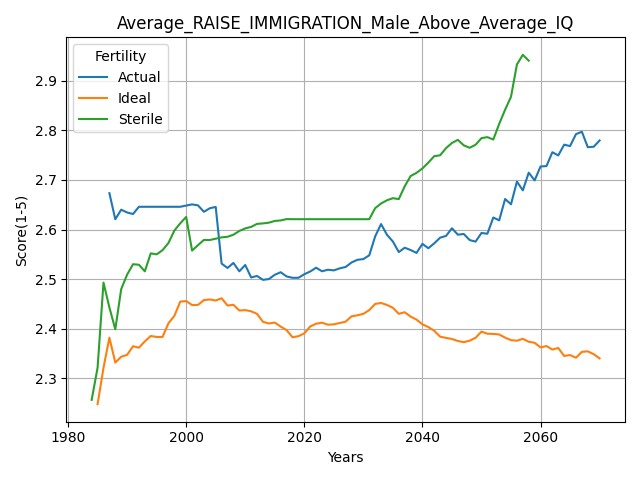 Average_RAISE_IMMIGRATION_Male_Above_Average_IQ
Fertility
Actual
Ideal
Sterile
2.9
2.8
2.7
2.6
2.5
2.4
2.3
Score(1-5)
1980
2000
2020
2040
2060
Years